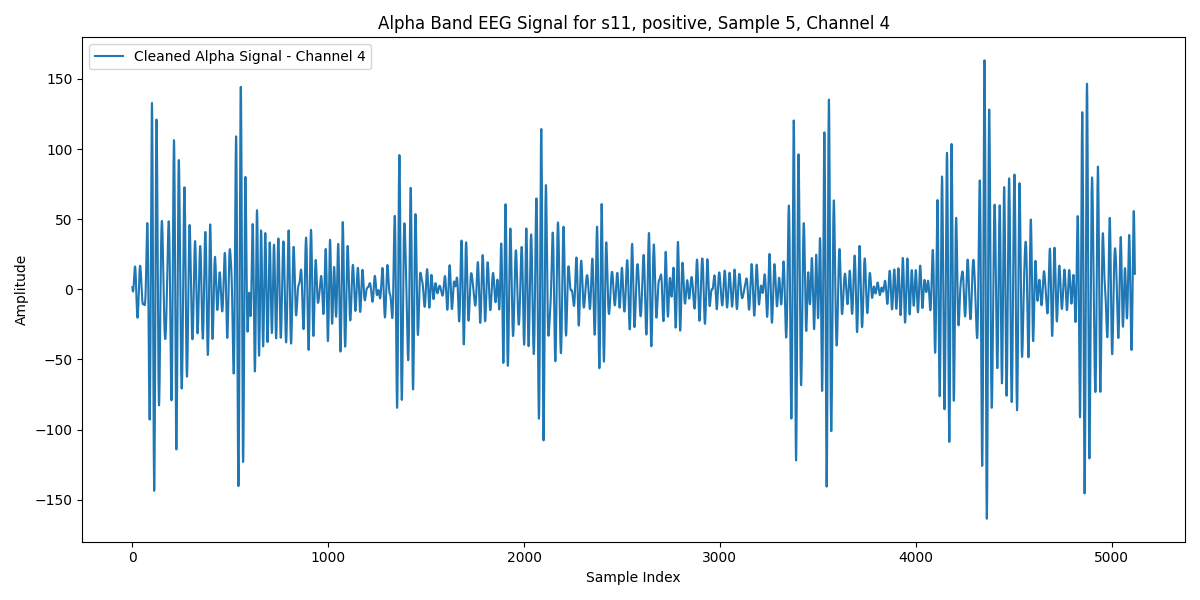 Alpha Band EEG Signal for s11, positive, Sample 5, Channel 4
Cleaned Alpha Signal - Channel 4
150
100
50
0
−50
−100
−150
Amplitude
0 1000 2000 3000 4000 5000
Sample Index